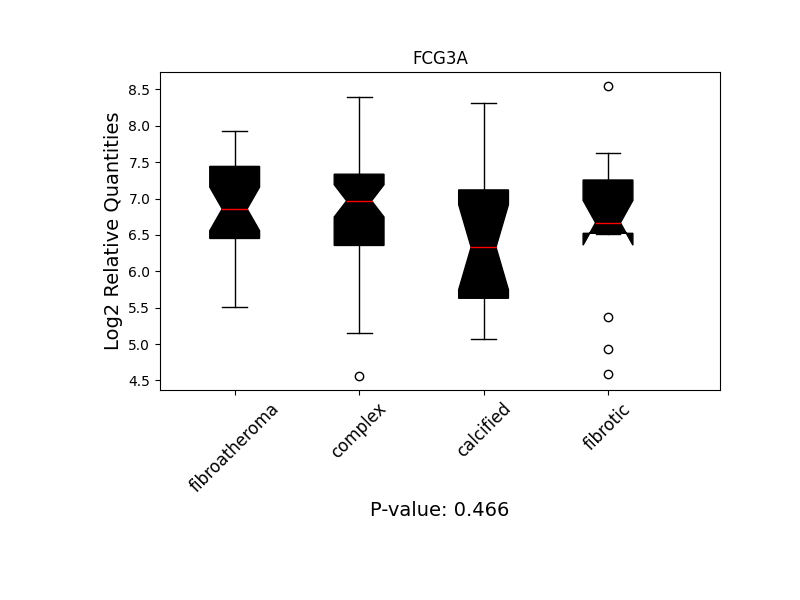 FCG3A
Log2 Relative Quantities
8.5
8.0
7.5
7.0
6.5
6.0
5.5
5.0
4.5
fibroatheroma
complex
calcified
fibrotic
P-value: 0.466